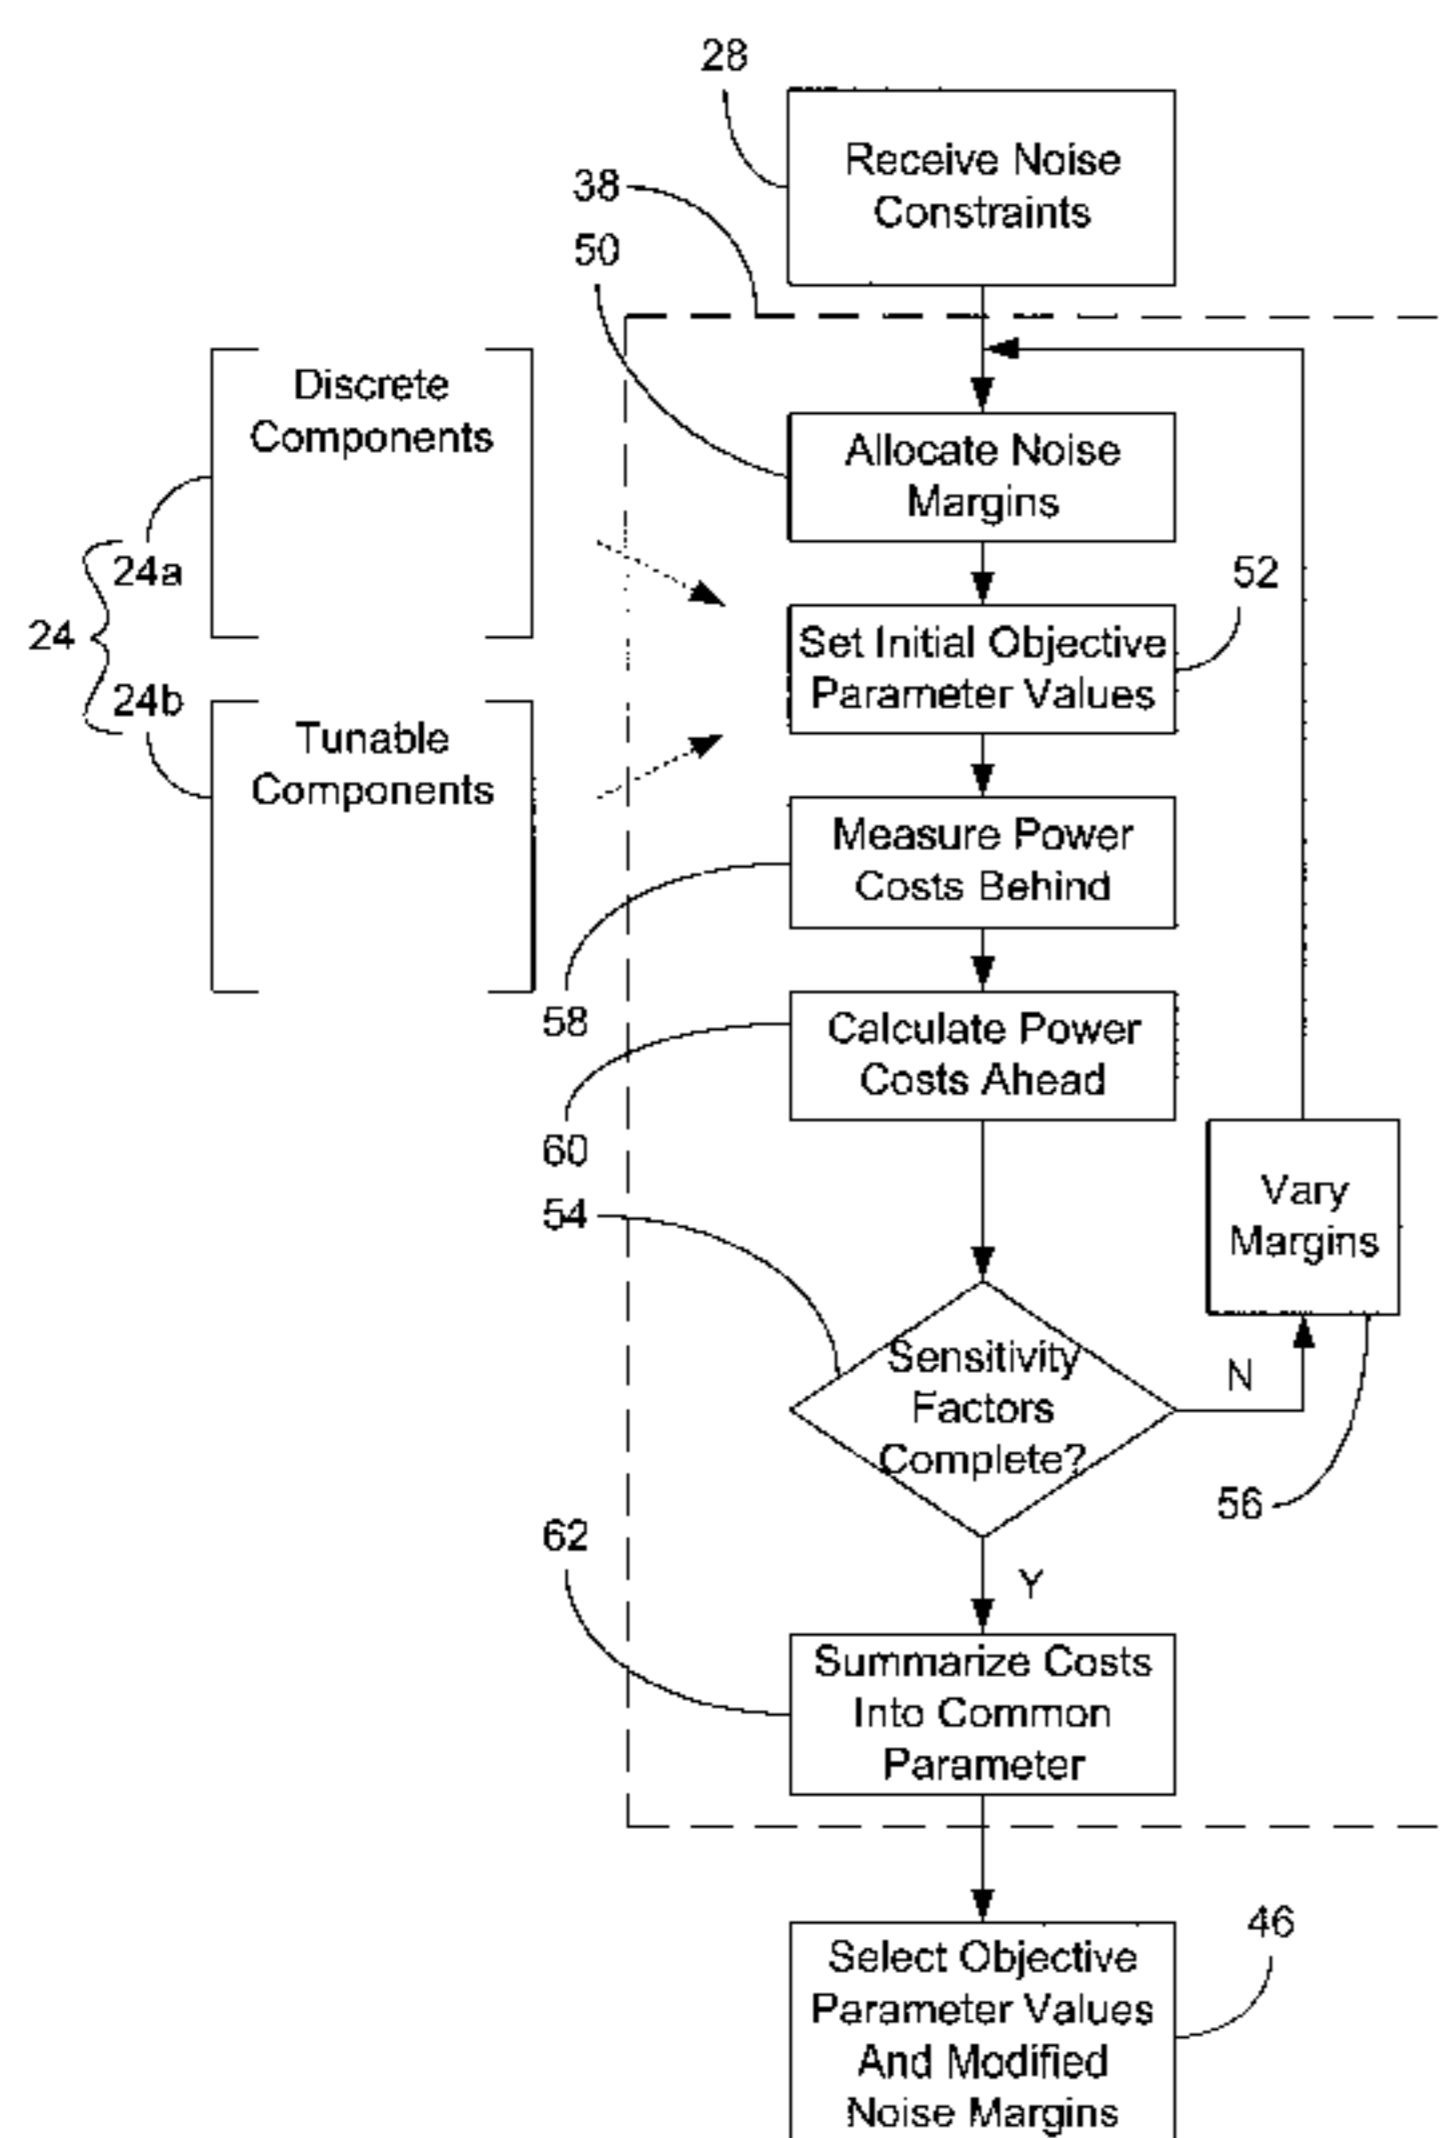 28
Receive Noise
Constraints
38
50
Discrete
Components
Allocate Noise
Margins
24a
52
24
Set Initial Objective
Parameter Values
24b
Tunable
Components
Measure Power
Costs Behind
58
Calculate Power
Costs Ahead
60
Vary
Margins
54
Sensitivity
Factors
Complete?
N
56
62
Y
Summarize Costs
Into Common
Parameter
46
Select Objective
Parameter Values
And Modified
Noise Margins